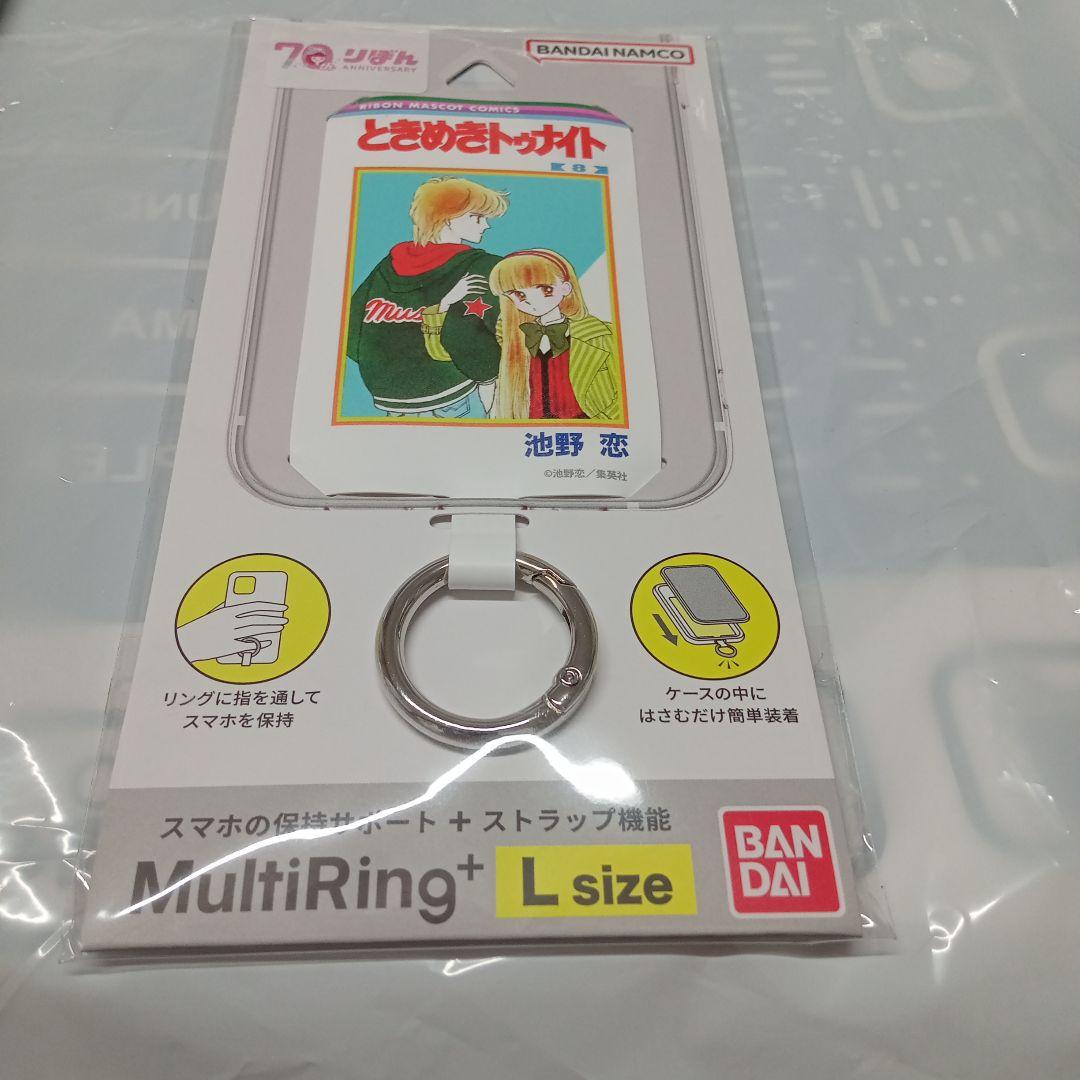 70 りぼん
ANNIVERSARY
BANDAI NAMCO
RIBON MASCOT COMICS
ときめきトゥナイト
8
Mus
池野 恋
©池野恋／集英社
リングに指を通して
スマホを保持
ケースの中に
はさむだけ簡単装着
スマホの保持サポート + ストラップ機能
MultiRing+ L size
BAN
DAI